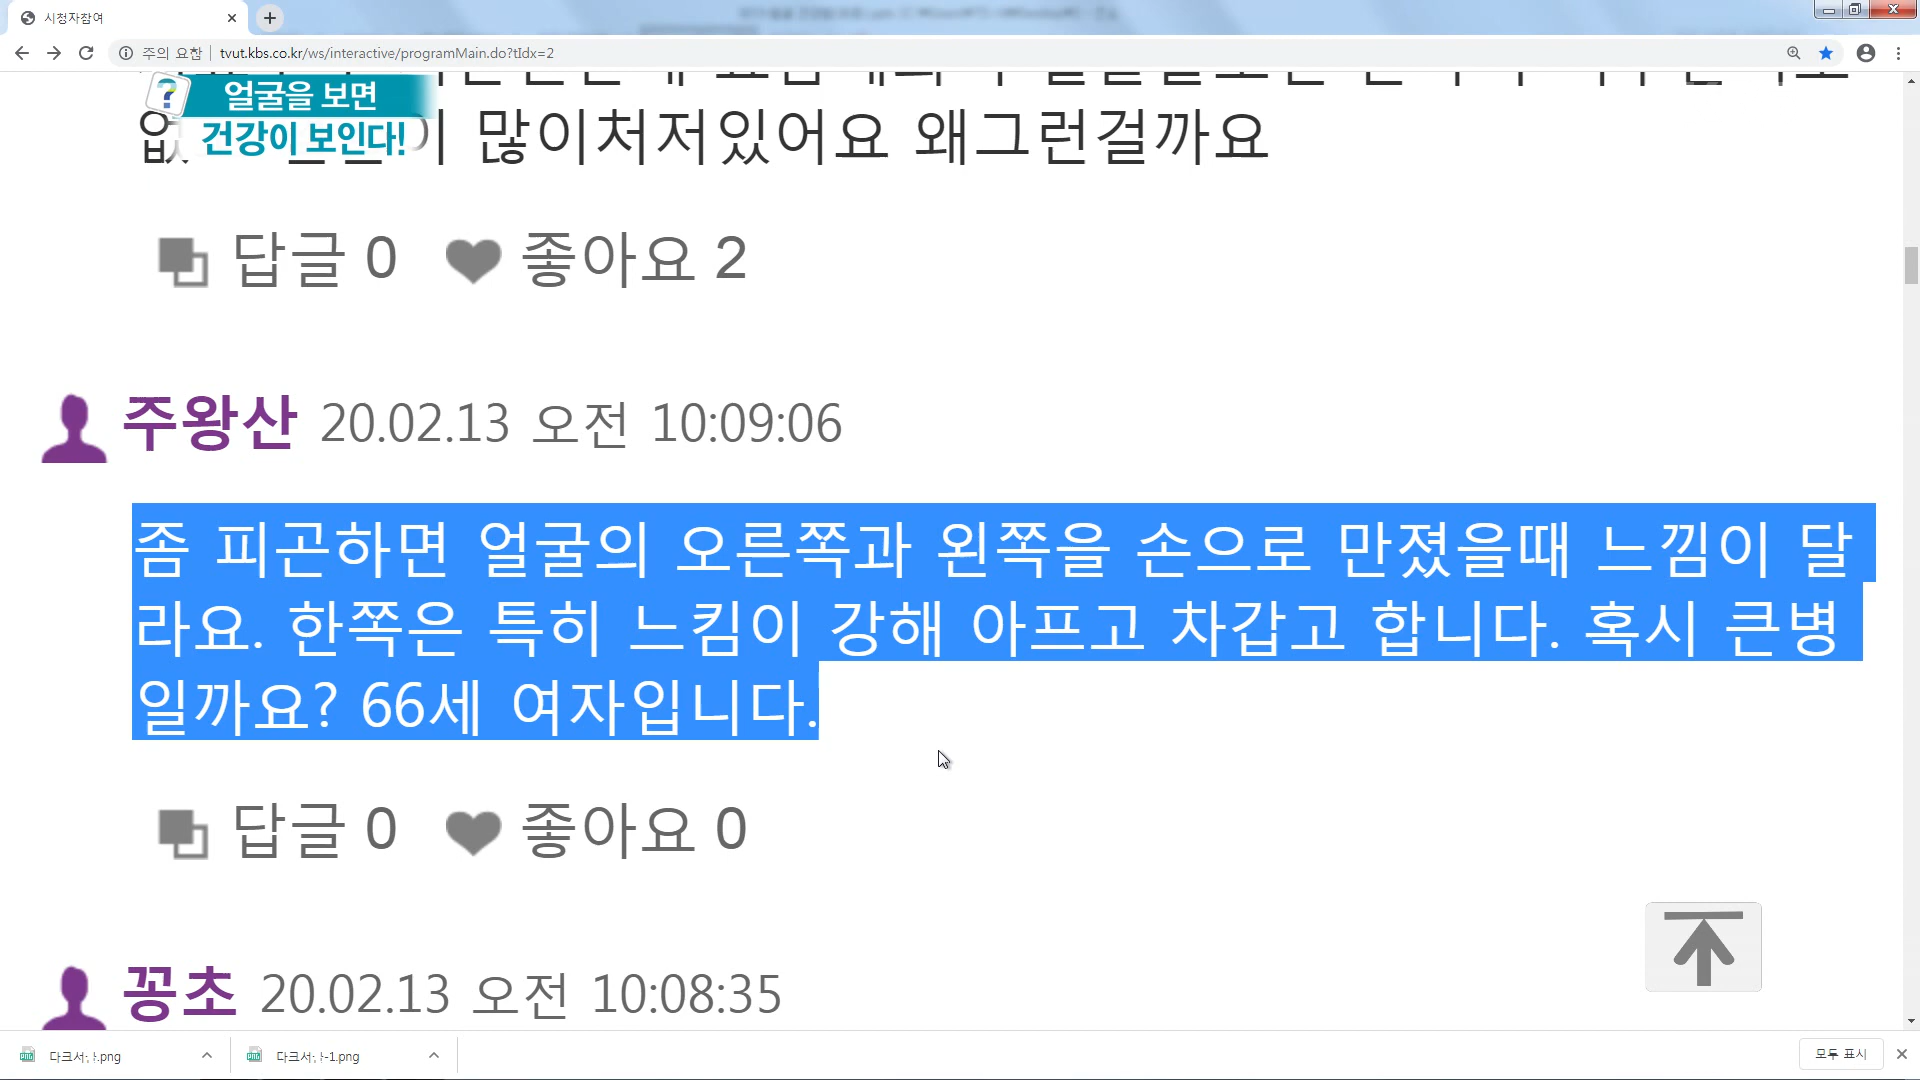 시청자참여
주의 요함 | tvut.kbs.co.kr/ws/interactive/programMain.do?tIdx=2
얼굴을 보면
건강이 보인다!
많이처저있어요 왜그런걸까요
답글 0 좋아요 2
주왕산 20.02.13 오전 10:09:06
좀 피곤하면 얼굴의 오른쪽과 왼쪽을 손으로 만졌을때 느낌이 달
라요. 한쪽은 특히 느킴이 강해 아프고 차갑고 합니다. 혹시 큰병
일까요? 66세 여자입니다.
답글 0 좋아요 0
꽁초 20.02.13 오전 10:08:35
모두 표시